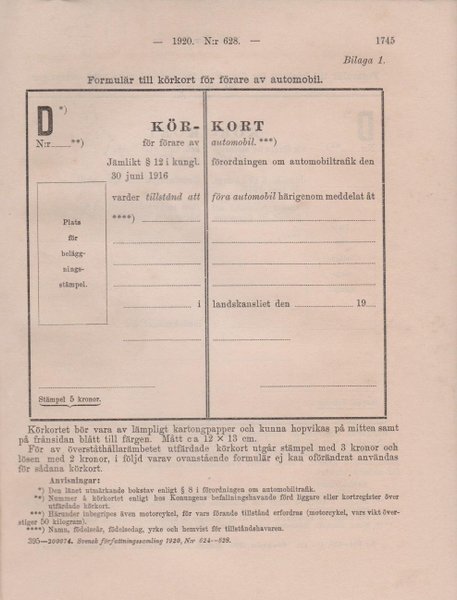 — 1920. N:r 628. — 1745
Bilaga 1.
Formulär till körkort för förare av automobil.
D *)
N:r **)
KÖR- KORT
för förare av automobil. ***)
Jämlikt § 12 i kungl. förordningen om automobiltrafik den
30 juni 1916
varder tillstånd att föra automobil härigenom meddelat åt
****)
Plats
för
belägg-
nings-
stämpel.
i landskansliet den 19
Stämpel 5 kronor.
Körkortet bör vara av lämpligt kartongpapper och kunna hopvikas på mitten samt
på frånsidan blått till färgen. Mått ca 12 × 13 cm.
För av överståthållarämbetet utfärdade körkort utgår stämpel med 3 kronor och
lösen med 2 kronor, i följd varav ovanstående formulär ej kan oförändrat användas
för sådana körkort.
Anvisningar:
*) Den länet utmärkande bokstav enligt § 8 i förordningen om automobiltrafik.
**) Nummer å körkortet enligt hos Konungens befallningshavande förd liggare eller kortregister över
utfärdade körkort.
***) Härunder inbegripes även motorcykel, för vars förande tillstånd erfordras (motorcykel, vars vikt över-
stiger 50 kilogram).
****) Namn, födelseår, födelsedag, yrke och hemvist för tillståndshavaren.
395—200074. Svensk författningssamling 1920, N:r 624—628.